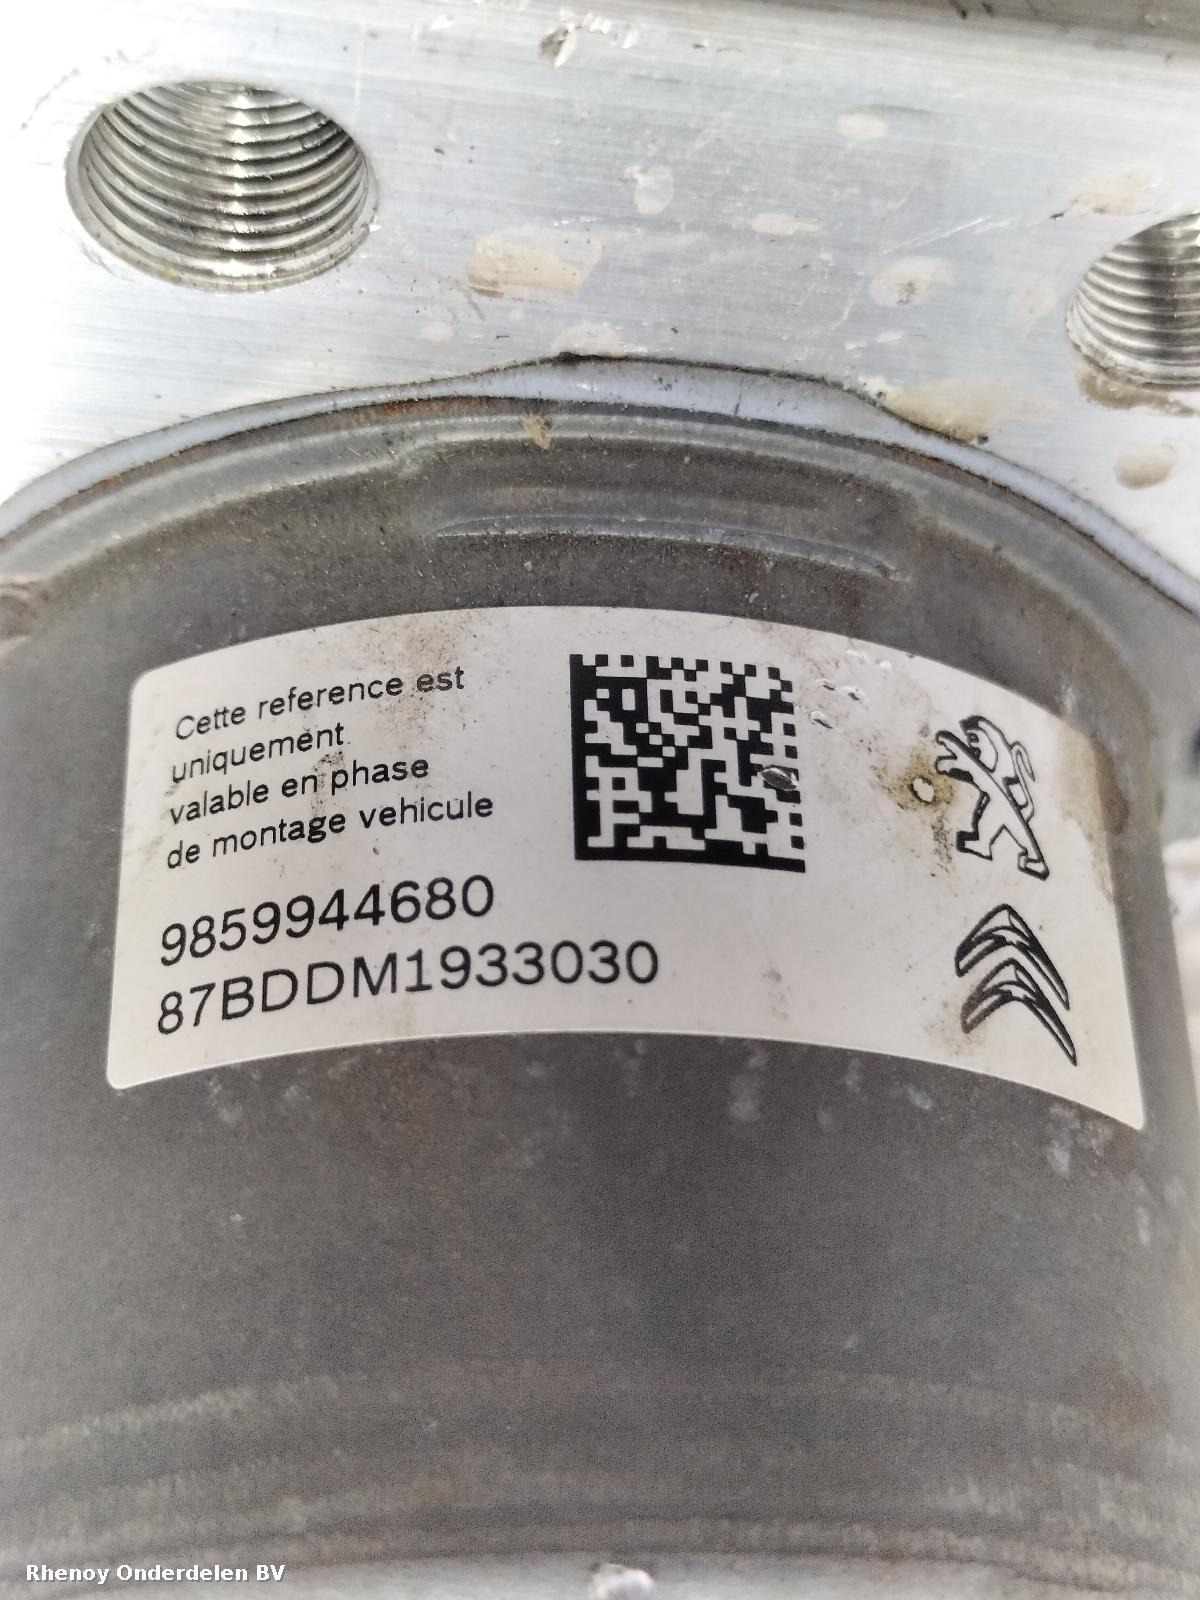 Cette reference est
uniquement
valable en phase
de montage vehicule
9859944680
87BDDM1933030
Rhenoy Onderdelen BV